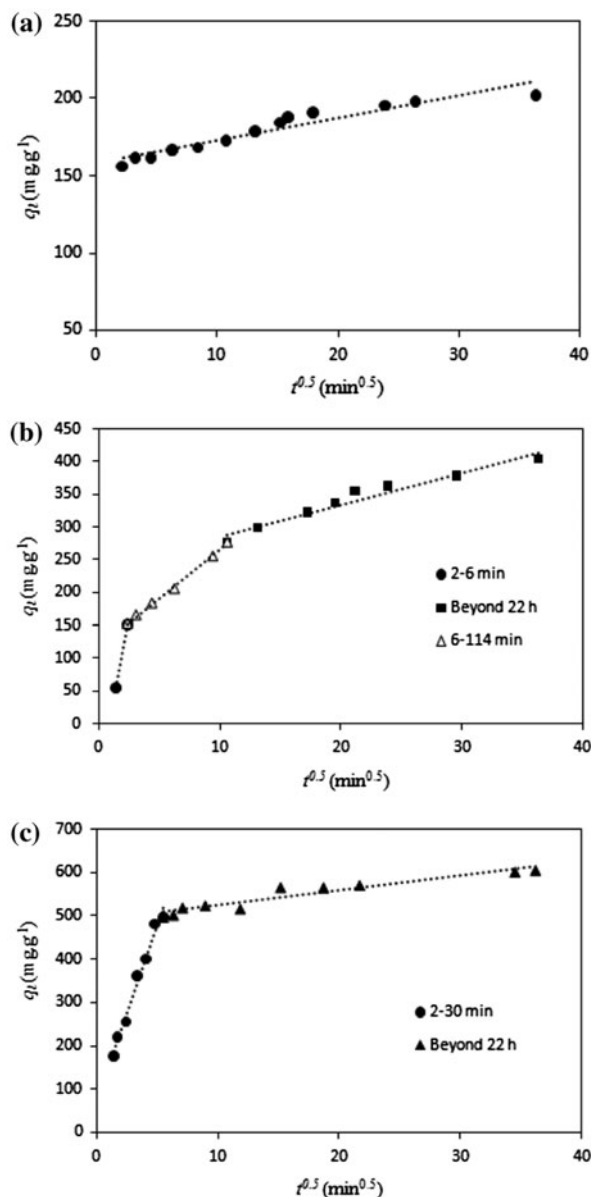 (a)
250
200
150
100
50
qt (mg.g-1)
0 10 20 30 40
t0.5 (min0.5)
(b)
450
400
350
300
250
200
150
100
50
0
qt (mg.g-1)
2-6 min
Beyond 22 h
6-114 min
0 10 20 30 40
t0.5 (min0.5)
(c)
700
600
500
400
300
200
100
0
qt (mg.g-1)
2-30 min
Beyond 22 h
0 10 20 30 40
t0.5 (min0.5)